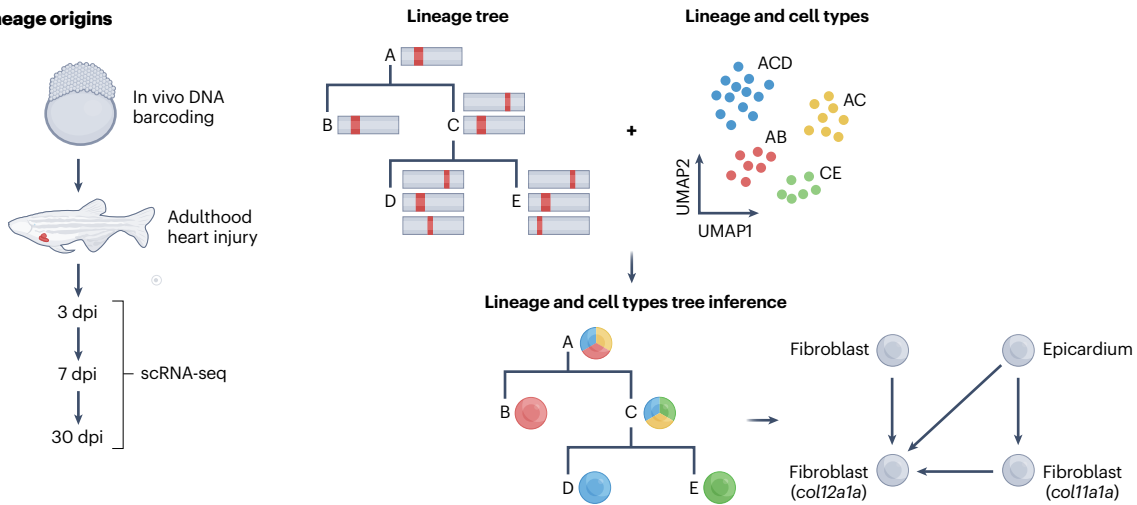 eage origins
In vivo DNA
barcoding
Adulthood
heart injury
3 dpi
7 dpi
30 dpi
scRNA-seq
Lineage tree
A
B
C
D
E
+
Lineage and cell types
ACD
AC
AB
CE
UMAP2
UMAP1
Lineage and cell types tree inference
A
B
C
D
E
Fibroblast
Epicardium
Fibroblast
(col12a1a)
Fibroblast
(col11a1a)